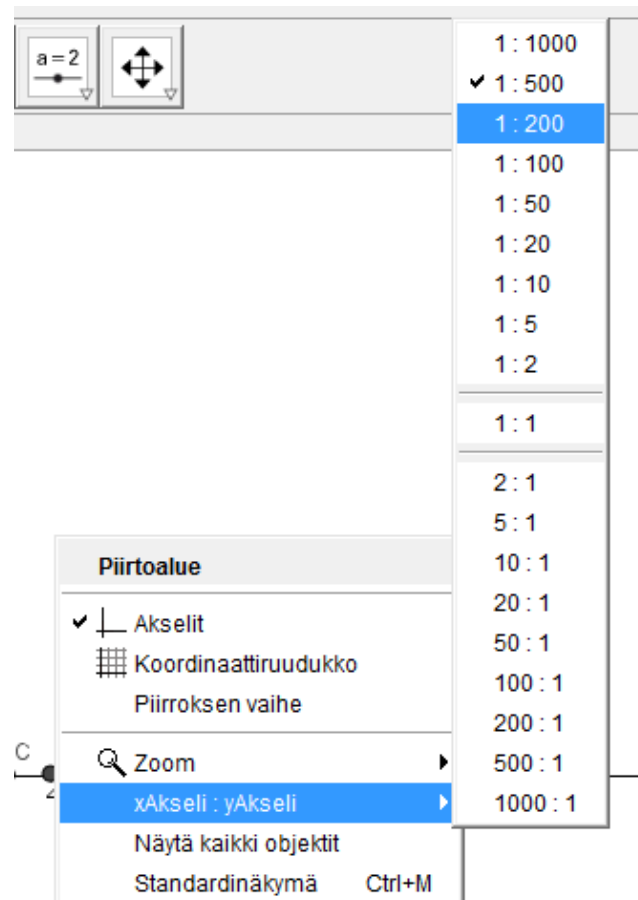 a = 2
1 : 1000
1 : 500
1 : 200
1 : 100
1 : 50
1 : 20
1 : 10
1 : 5
1 : 2
1 : 1
2 : 1
5 : 1
10 : 1
20 : 1
50 : 1
100 : 1
200 : 1
500 : 1
1000 : 1
Piirtoalue
Akselit
Koordinaattiruudukko
Piirroksen vaihe
C
Zoom
xAkseli : yAkseli
Näytä kaikki objektit
Standardinäkymä Ctrl+M